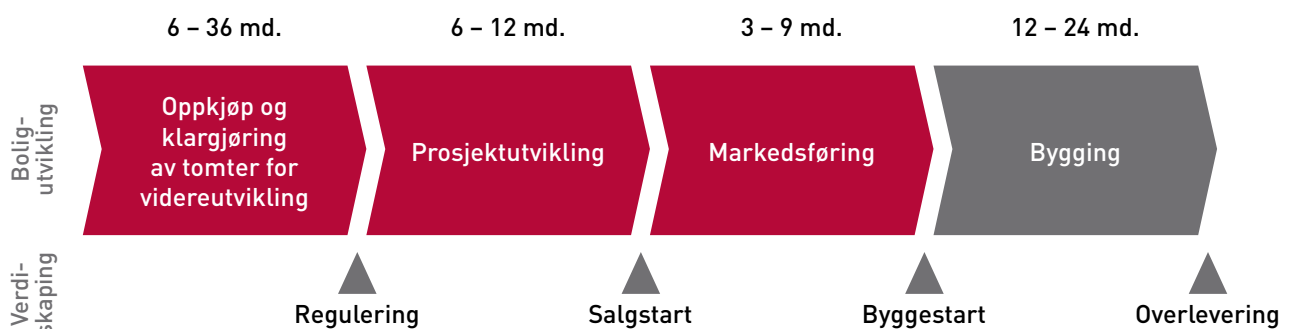 6 – 36 md.
6 – 12 md.
3 – 9 md.
12 – 24 md.
Bolig-
utvikling
Oppkjøp og
klargjøring
av tomter for
videreutvikling
Prosjektutvikling
Markedsføring
Bygging
Verdi-
skaping
Regulering
Salgstart
Byggestart
Overlevering